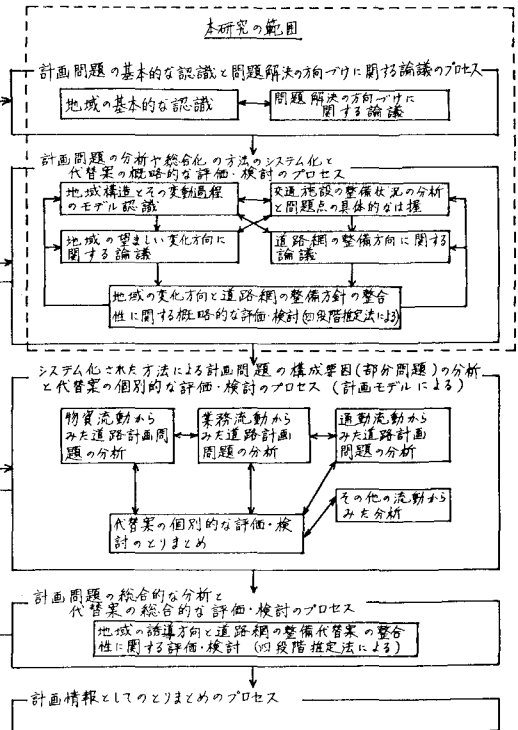 本研究の範囲
計画問題の基本的な認識と問題解決の方向づけに関する論議のプロセス
地域の基本的な認識
問題解決の方向づけに
関する論議
計画問題の分析や総合化の方法のシステム化と
代替案の概略的な評価・検討のプロセス
地域構造とその変動過程
のモデル認識
交通施設の整備状況の分析
と問題点の具体的なは握
地域の望ましい変化方向に
関する論議
道路網の整備方向に関する
論議
地域の変化方向と道路網の整備方針の整合
性に関する概略的な評価・検討(四段階推定法による)
システム化された方法による計画問題の構成要因(部分問題)の分析
と代替案の個別的な評価・検討のプロセス (計画モデルによる)
物資流動から
みた道路計画問
題の分析
業務流動から
みた道路計画
問題の分析
通勤流動から
みた道路計画
問題の分析
その他の流動から
みた分析
代替案の個別的な評価・検
討のとりまとめ
計画問題の総合的な分析と
代替案の総合的な評価・検討のプロセス
地域の誘導方向と道路網の整備代替案の整合
性に関する評価・検討 (四段階推定法による)
計画情報としてのとりまとめのプロセス